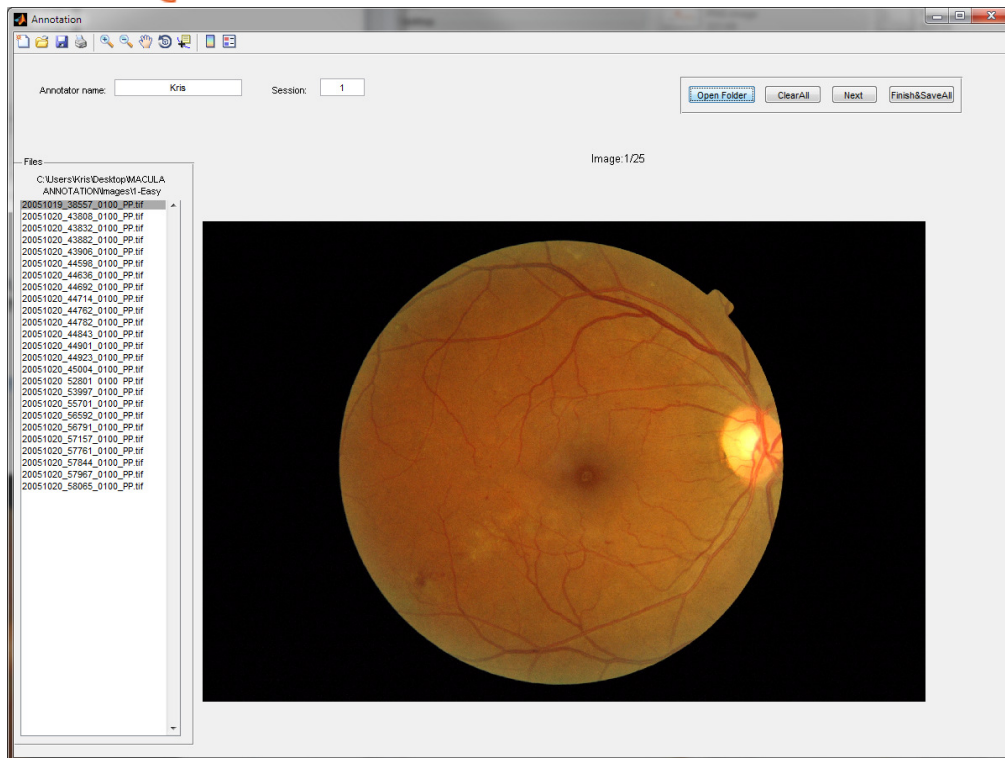 Annotation
Annotator name: Kris Session: 1
Open Folder ClearAll Next Finish&SaveAll
Image:1/25
Files
C:\Users\Kris\Desktop\MACULA
ANNOTATION\Images\1-Easy
20051019_38557_0100_PP.tif
20051020_43808_0100_PP.tif
20051020_43832_0100_PP.tif
20051020_43882_0100_PP.tif
20051020_43906_0100_PP.tif
20051020_44598_0100_PP.tif
20051020_44636_0100_PP.tif
20051020_44692_0100_PP.tif
20051020_44714_0100_PP.tif
20051020_44762_0100_PP.tif
20051020_44782_0100_PP.tif
20051020_44843_0100_PP.tif
20051020_44901_0100_PP.tif
20051020_44923_0100_PP.tif
20051020_45004_0100_PP.tif
20051020_52801_0100_PP.tif
20051020_53997_0100_PP.tif
20051020_55701_0100_PP.tif
20051020_56592_0100_PP.tif
20051020_56791_0100_PP.tif
20051020_57157_0100_PP.tif
20051020_57761_0100_PP.tif
20051020_57844_0100_PP.tif
20051020_57967_0100_PP.tif
20051020_58065_0100_PP.tif